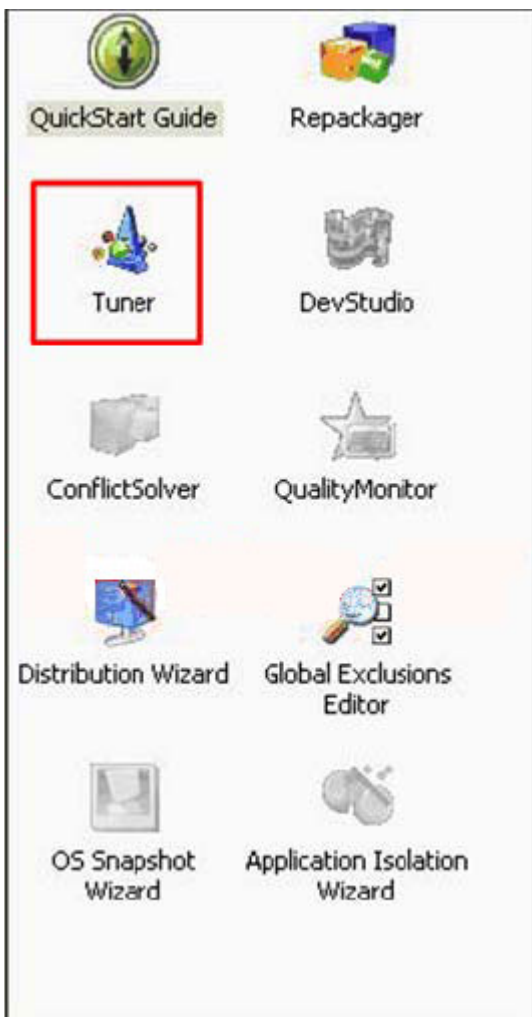 QuickStart Guide
Repackager
Tuner
DevStudio
ConflictSolver
QualityMonitor
Distribution Wizard
Global Exclusions
Editor
OS Snapshot
Wizard
Application Isolation
Wizard